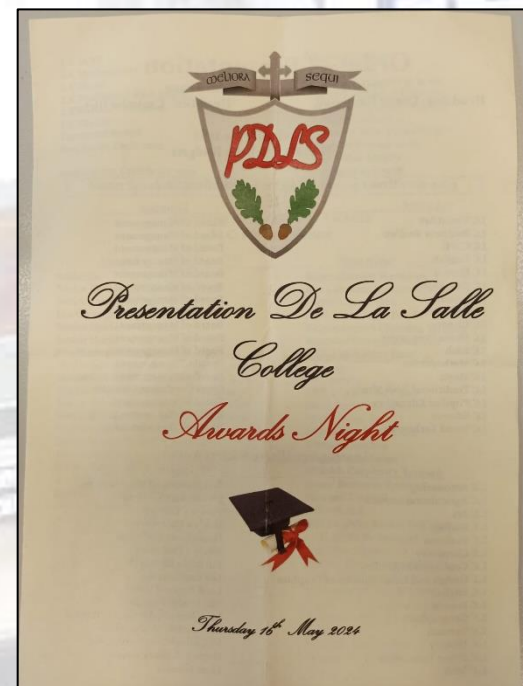 meliora sequi
PDLS
Presentation De La Salle
College
Awards Night
Thursday 16th May 2024